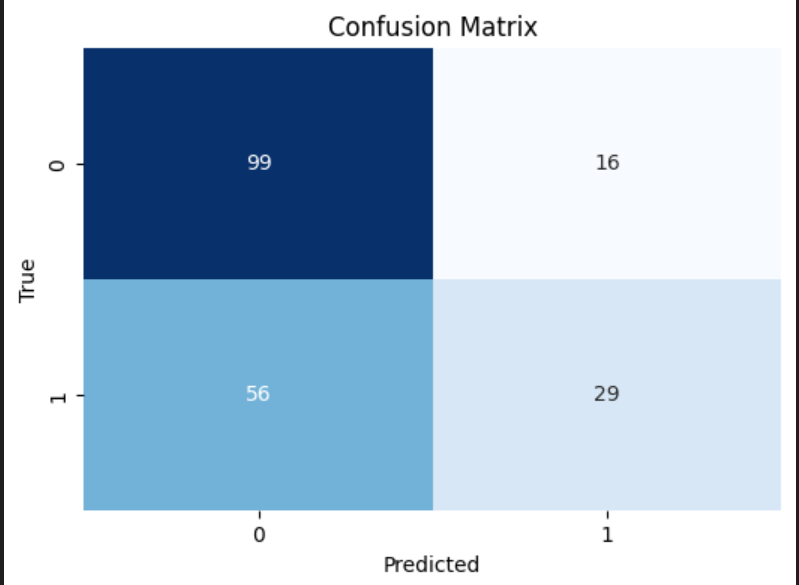 Confusion Matrix
0
99
16
True
1
56
29
0
1
Predicted